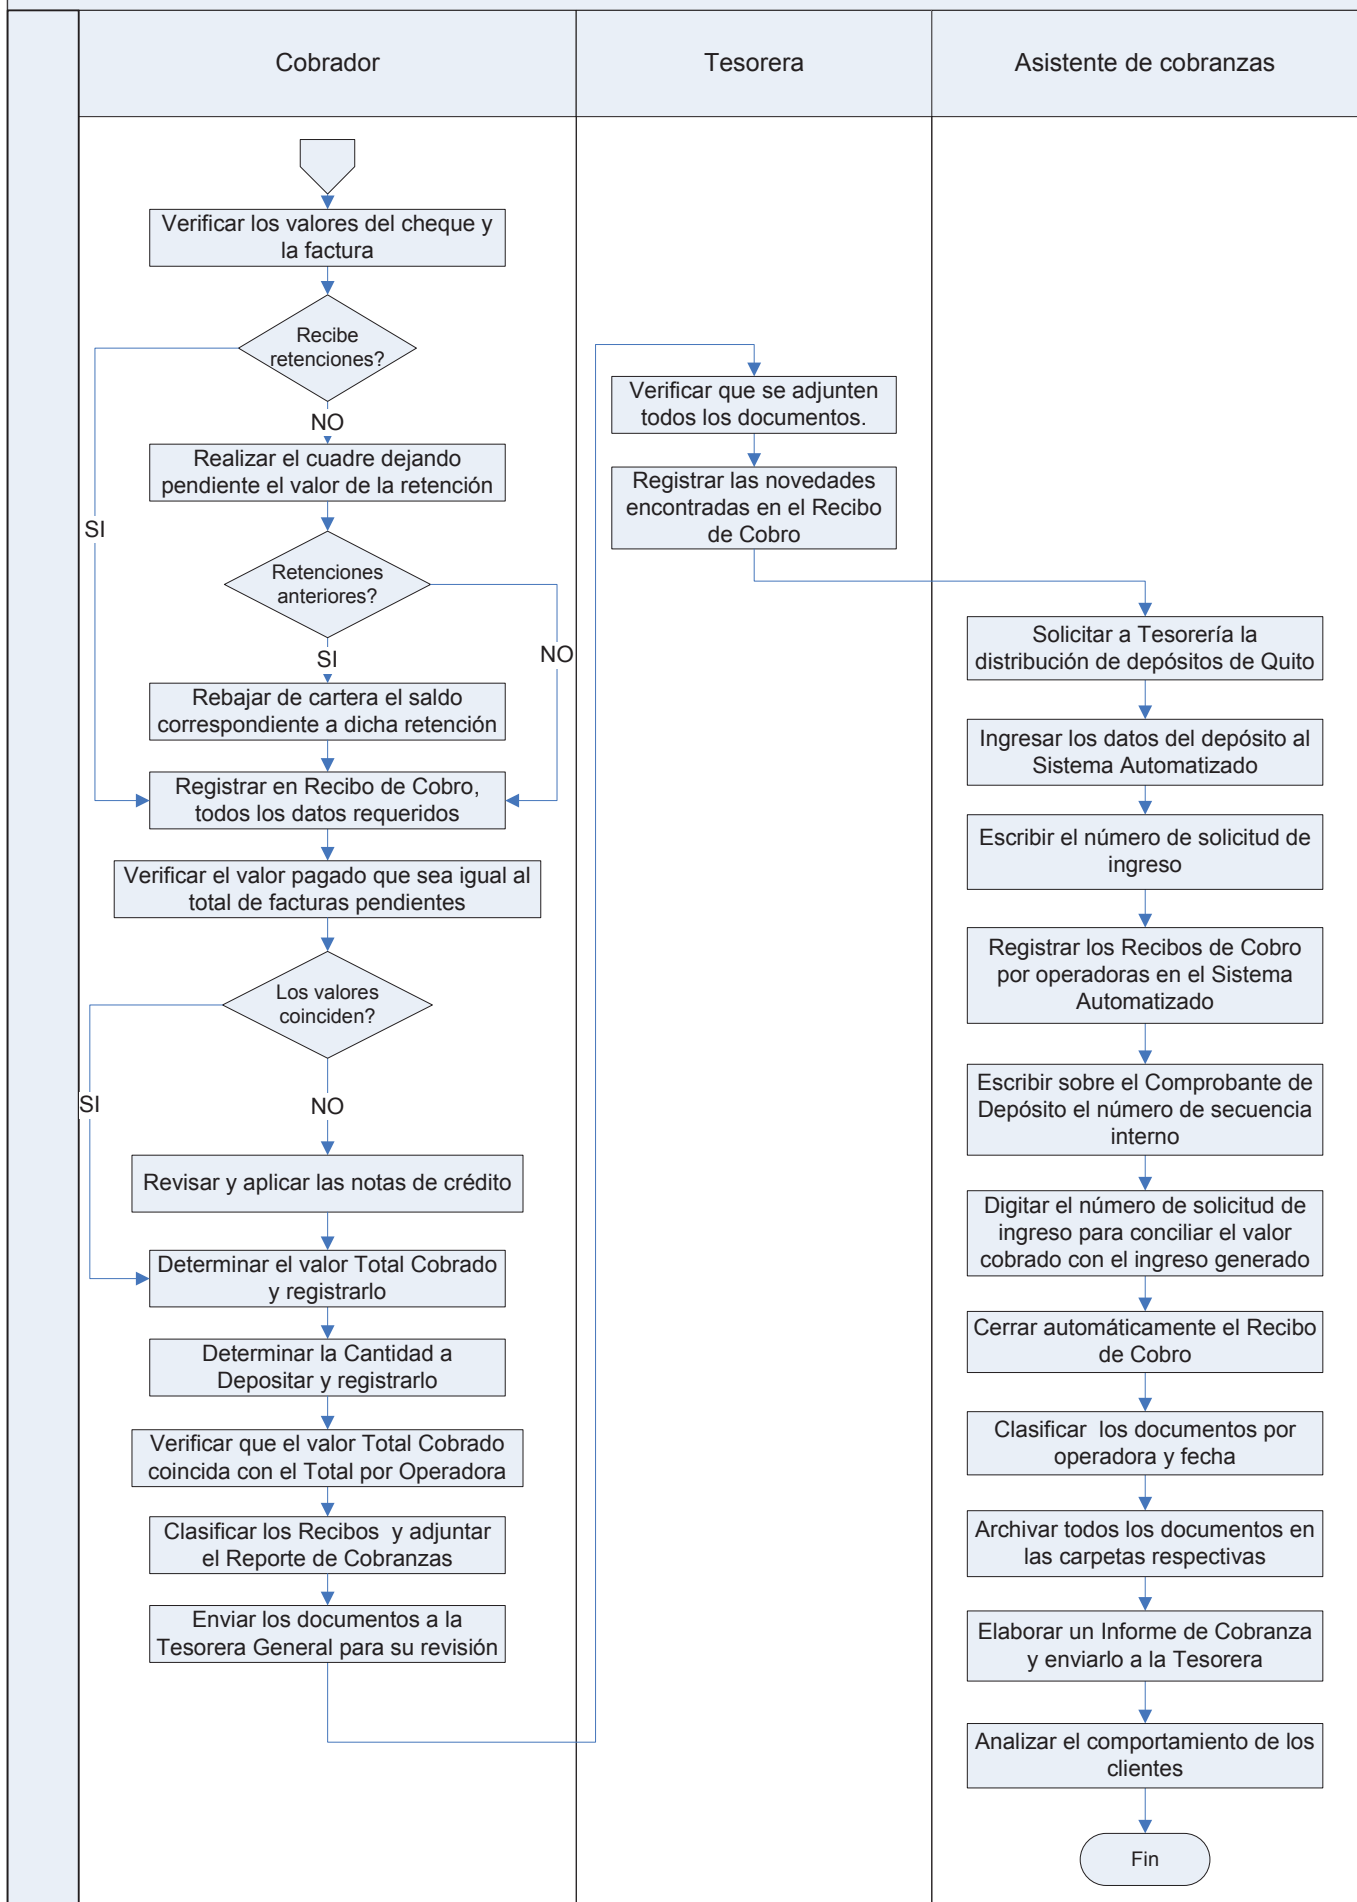 Cobrador
Tesorera
Asistente de cobranzas
Verificar los valores del cheque y
la factura
Recibe
retenciones?
NO
SI
Realizar el cuadre dejando
pendiente el valor de la retención
Retenciones
anteriores?
SI
NO
Rebajar de cartera el saldo
correspondiente a dicha retención
Registrar en Recibo de Cobro,
todos los datos requeridos
Verificar el valor pagado que sea igual al
total de facturas pendientes
Los valores
coinciden?
SI
NO
Revisar y aplicar las notas de crédito
Determinar el valor Total Cobrado
y registrarlo
Determinar la Cantidad a
Depositar y registrarlo
Verificar que el valor Total Cobrado
coincida con el Total por Operadora
Clasificar los Recibos y adjuntar
el Reporte de Cobranzas
Enviar los documentos a la
Tesorera General para su revisión
Verificar que se adjunten
todos los documentos.
Registrar las novedades
encontradas en el Recibo
de Cobro
Solicitar a Tesorería la
distribución de depósitos de Quito
Ingresar los datos del depósito al
Sistema Automatizado
Escribir el número de solicitud de
ingreso
Registrar los Recibos de Cobro
por operadoras en el Sistema
Automatizado
Escribir sobre el Comprobante de
Depósito el número de secuencia
interno
Digitar el número de solicitud de
ingreso para conciliar el valor
cobrado con el ingreso generado
Cerrar automáticamente el Recibo
de Cobro
Clasificar los documentos por
operadora y fecha
Archivar todos los documentos en
las carpetas respectivas
Elaborar un Informe de Cobranza
y enviarlo a la Tesorera
Analizar el comportamiento de los
clientes
Fin